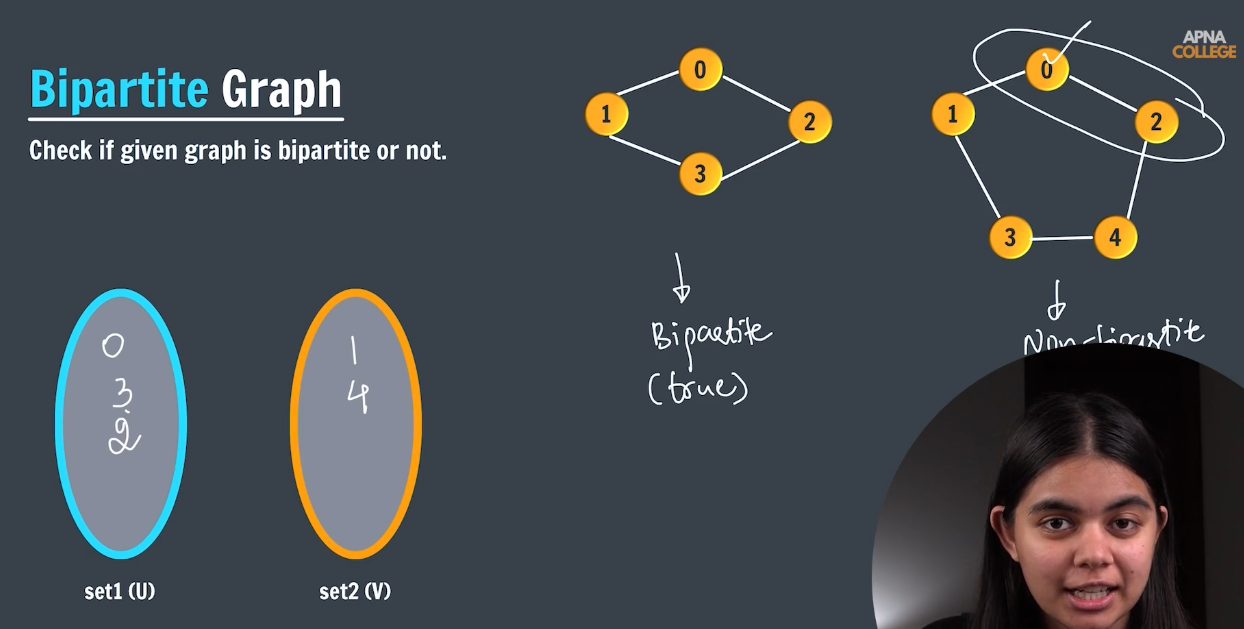 APNA
COLLEGE
Bipartite Graph
Check if given graph is bipartite or not.
0
1
2
3
0
1
2
3
4
0
3
2
1
4
Bipartite
(true)
Non-bipartite
set1 (U)
set2 (V)